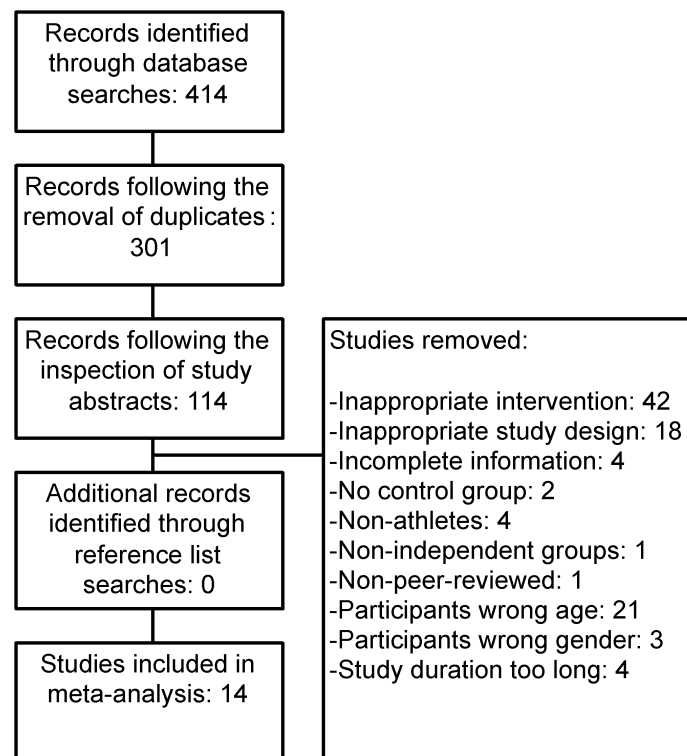 Records identified
through database
searches: 414
Records following the
removal of duplicates :
301
Records following the
inspection of study
abstracts: 114
Studies removed:
-Inappropriate intervention: 42
-Inappropriate study design: 18
-Incomplete information: 4
-No control group: 2
-Non-athletes: 4
-Non-independent groups: 1
-Non-peer-reviewed: 1
-Participants wrong age: 21
-Participants wrong gender: 3
-Study duration too long: 4
Additional records
identified through
reference list
searches: 0
Studies included in
meta-analysis: 14